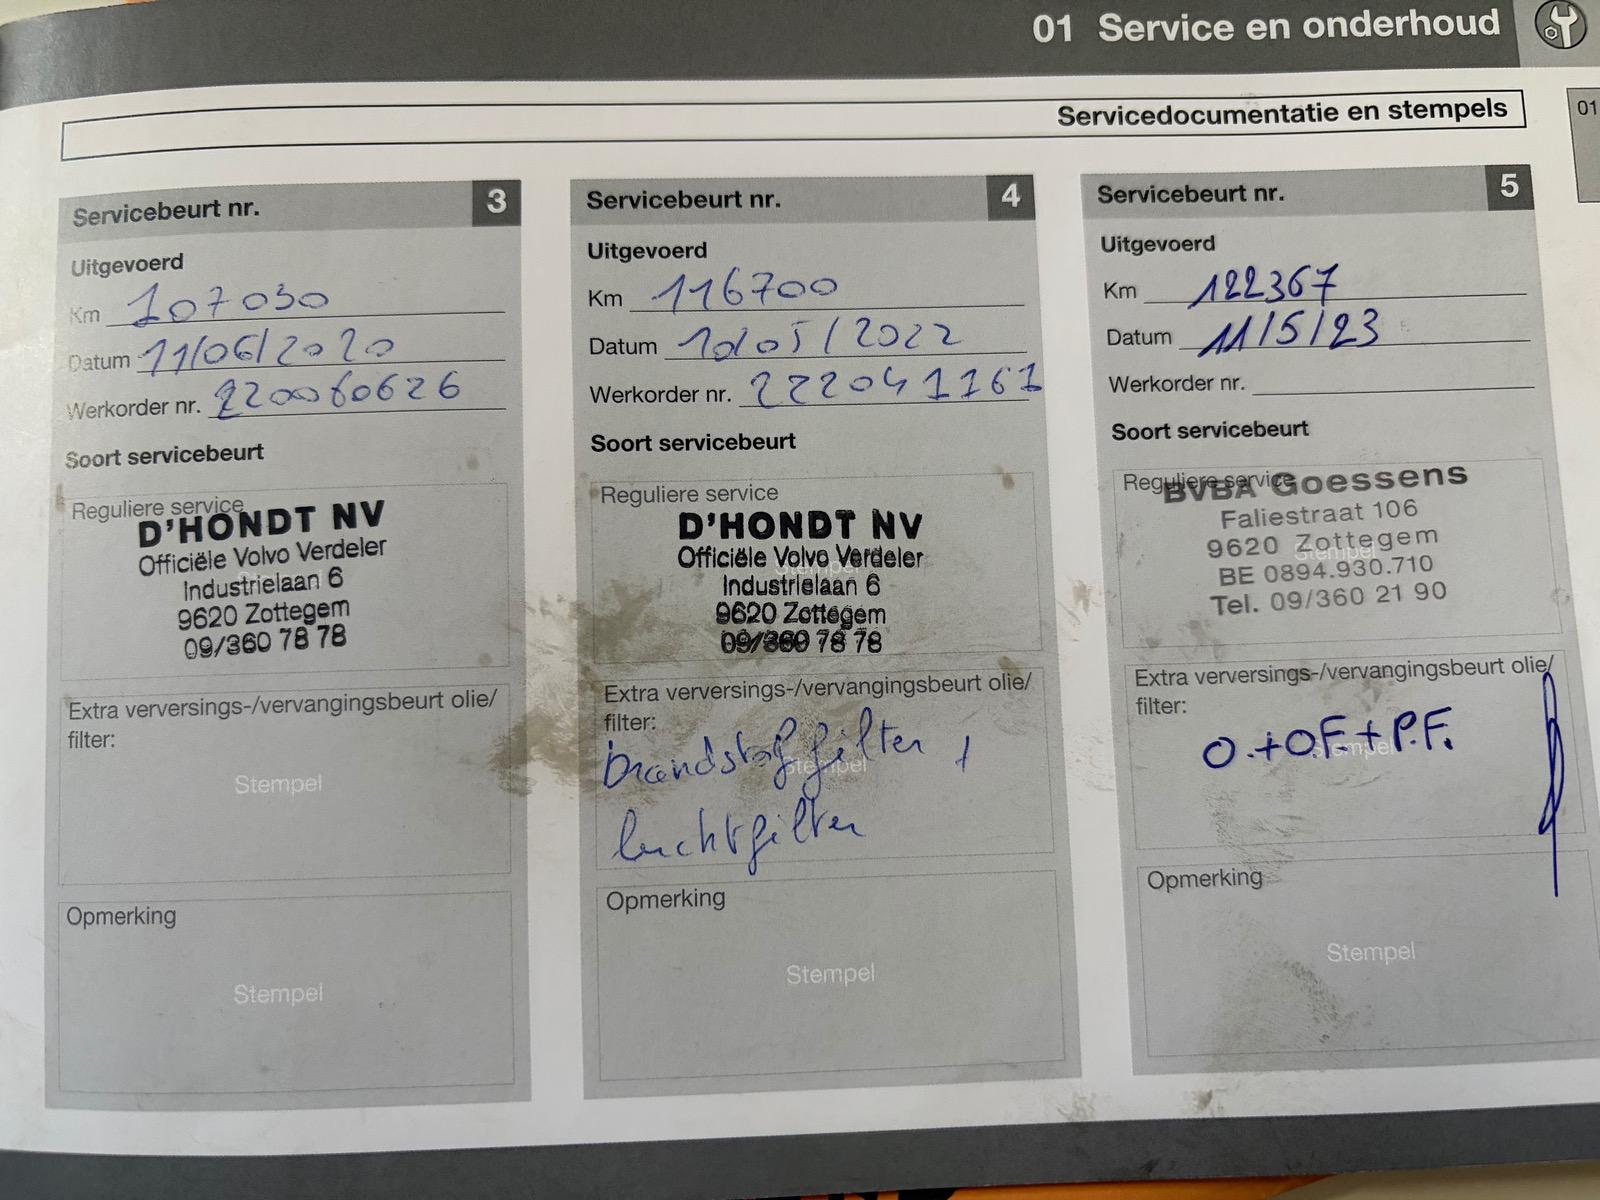 01 Service en onderhoud
01
Servicedocumentatie en stempels
Servicebeurt nr. 3
Uitgevoerd
Km 107030
Datum 11/06/2020
Werkorder nr. 220060626
Soort servicebeurt
Reguliere service
D'HONDT NV
Officiële Volvo Verdeler
Industrielaan 6
9620 Zottegem
09/360 78 78
Extra verversings-/vervangingsbeurt olie/
filter:
Stempel
Opmerking
Stempel
Servicebeurt nr. 4
Uitgevoerd
Km 116700
Datum 10/05/2022
Werkorder nr. 222041161
Soort servicebeurt
Reguliere service
Stempel
D'HONDT NV
Officiële Volvo Verdeler
Industrielaan 6
9620 Zottegem
09/360 78 78
Extra verversings-/vervangingsbeurt olie/
filter:
Stempel
brandstoffilter +
luchtfilter
Opmerking
Stempel
Servicebeurt nr. 5
Uitgevoerd
Km 122367
Datum 11/5/23
Werkorder nr.
Soort servicebeurt
Reguliere service
Stempel
BVBA Goessens
Faliestraat 106
9620 Zottegem
BE 0894.930.710
Tel. 09/360 21 90
Extra verversings-/vervangingsbeurt olie/
filter:
Stempel
O.+O.F.+P.F.
Opmerking
Stempel